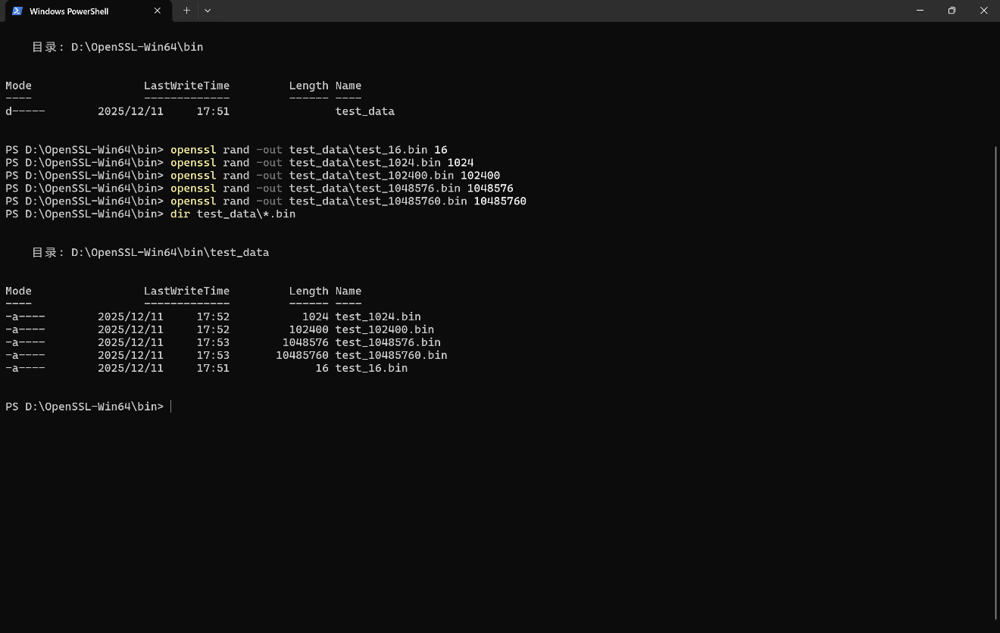 Windows PowerShell
目录: D:\OpenSSL-Win64\bin
Mode LastWriteTime Length Name
---- ------------- ------ ----
d----- 2025/12/11 17:51 test_data
PS D:\OpenSSL-Win64\bin> openssl rand -out test_data\test_16.bin 16
PS D:\OpenSSL-Win64\bin> openssl rand -out test_data\test_1024.bin 1024
PS D:\OpenSSL-Win64\bin> openssl rand -out test_data\test_102400.bin 102400
PS D:\OpenSSL-Win64\bin> openssl rand -out test_data\test_1048576.bin 1048576
PS D:\OpenSSL-Win64\bin> openssl rand -out test_data\test_10485760.bin 10485760
PS D:\OpenSSL-Win64\bin> dir test_data\*.bin
目录: D:\OpenSSL-Win64\bin\test_data
Mode LastWriteTime Length Name
---- ------------- ------ ----
-a---- 2025/12/11 17:52 1024 test_1024.bin
-a---- 2025/12/11 17:52 102400 test_102400.bin
-a---- 2025/12/11 17:53 1048576 test_1048576.bin
-a---- 2025/12/11 17:53 10485760 test_10485760.bin
-a---- 2025/12/11 17:51 16 test_16.bin
PS D:\OpenSSL-Win64\bin>